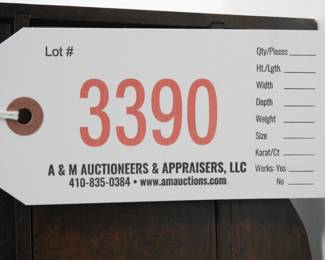 Lot #
3390
A & M AUCTIONEERS & APPRAISERS, LLC
410-835-0384 • www.amauctions.com
Qty/Pieces
Ht./Lgth.
Width
Depth
Weight
Size
Karat/Ct
Works: Yes
No